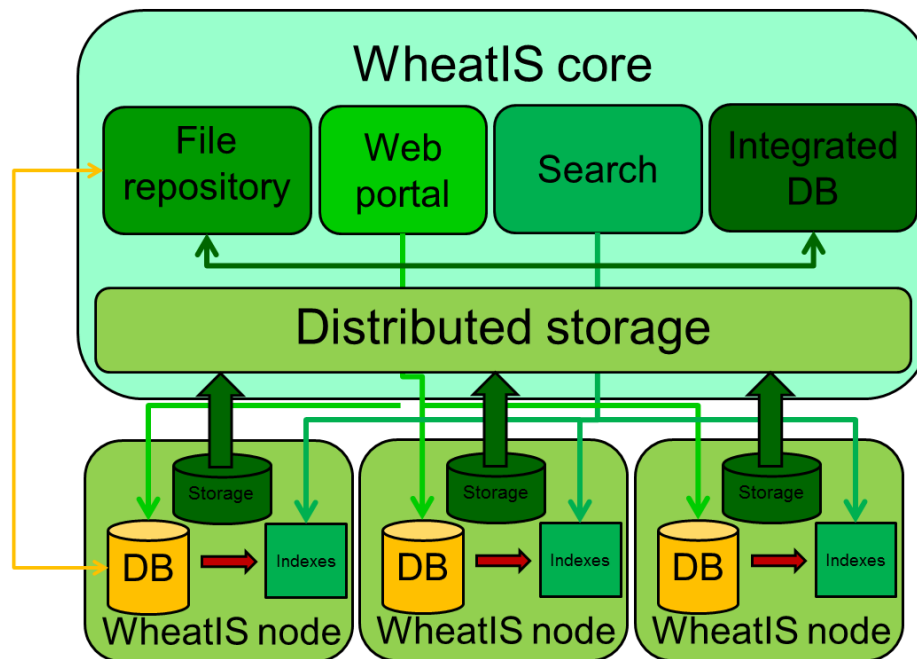 WheatIS core
File
repository
Web
portal
Search
Integrated
DB
Distributed storage
Storage
DB
Indexes
WheatIS node
Storage
DB
Indexes
WheatIS node
Storage
DB
Indexes
WheatIS node